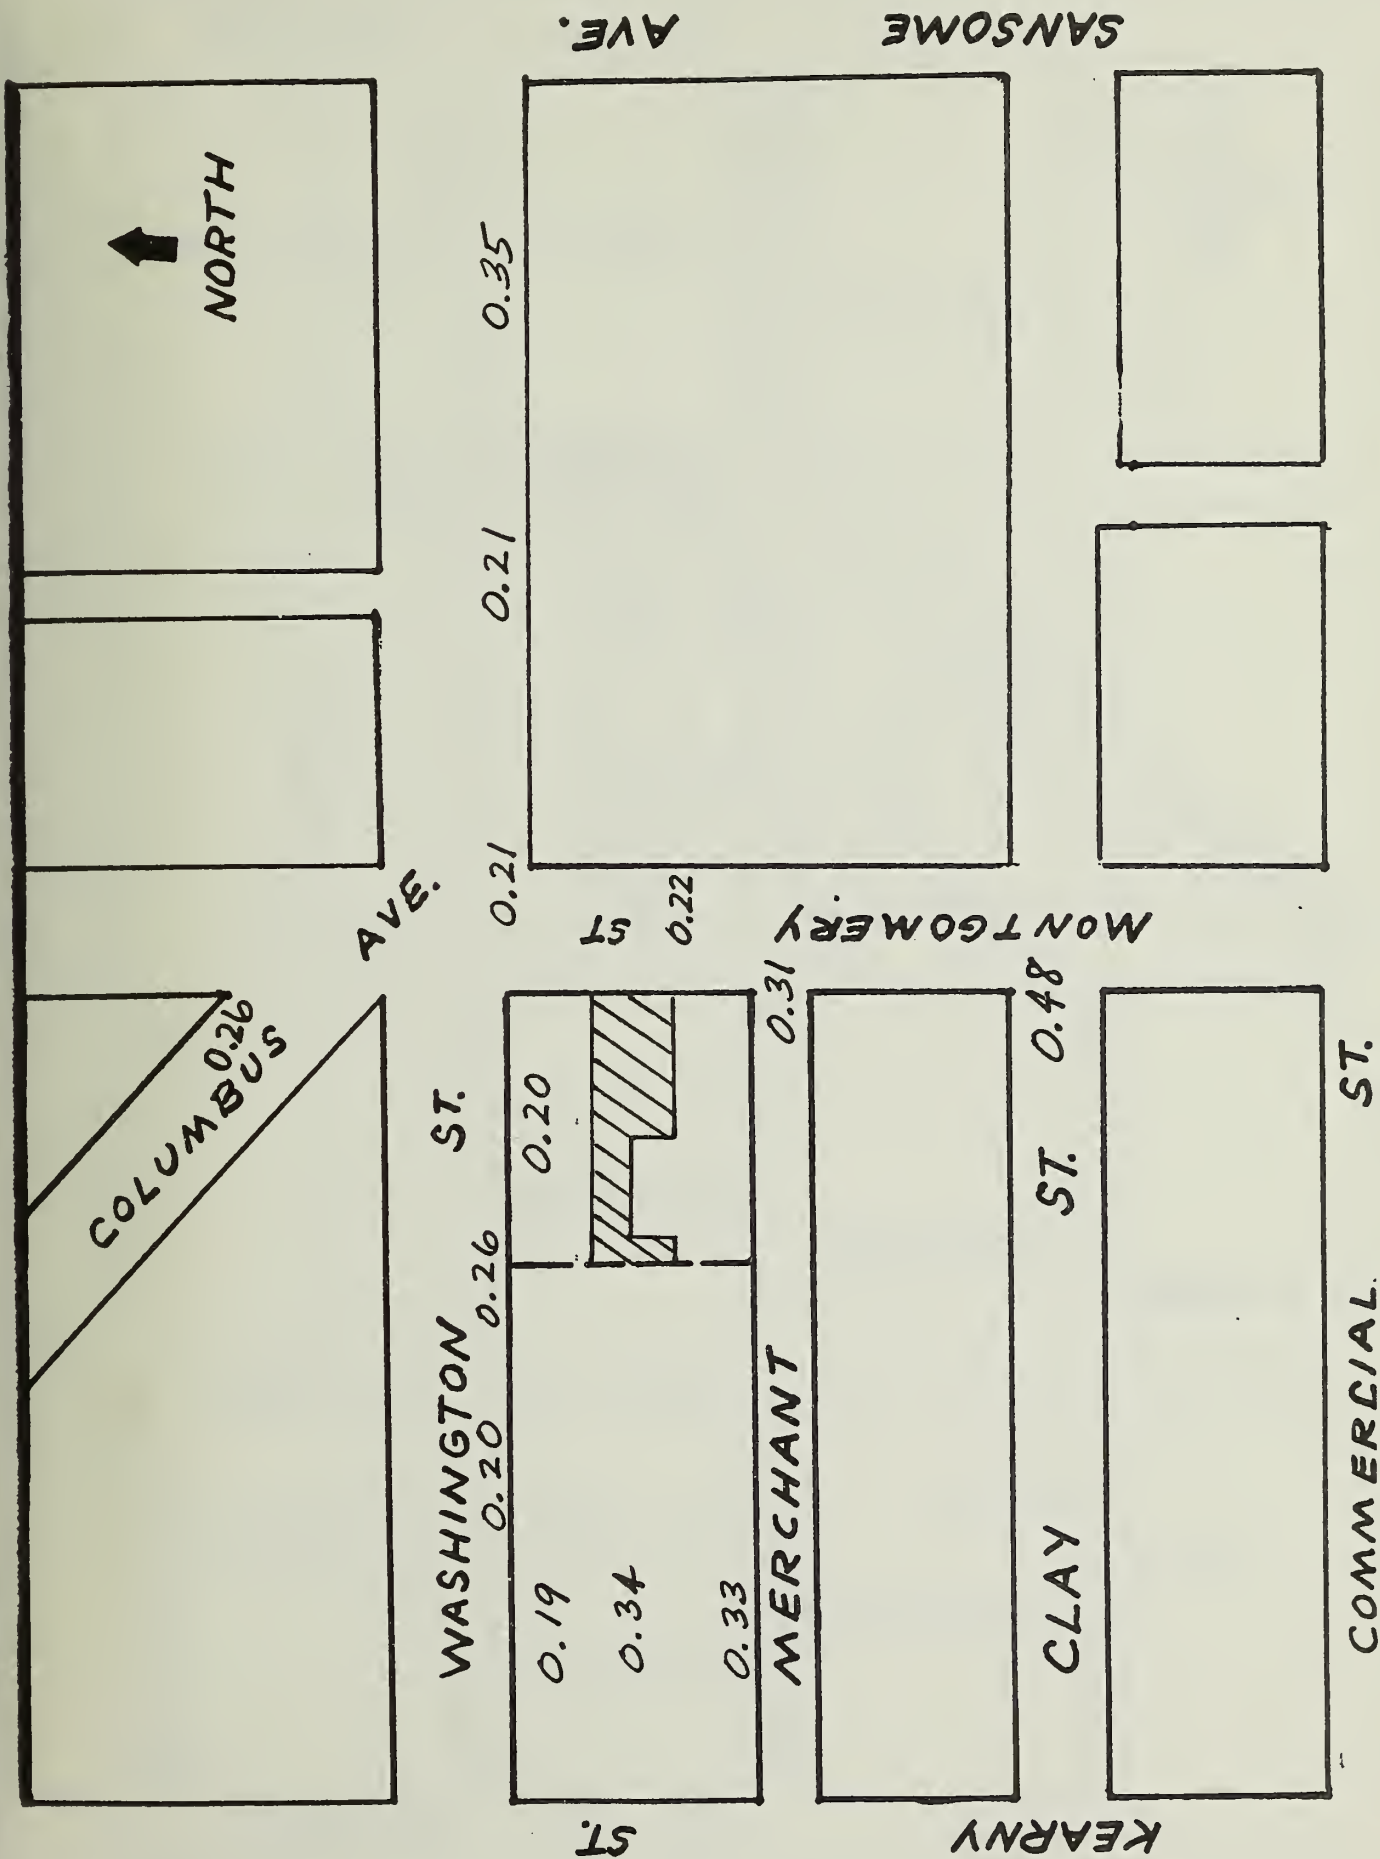 SANSOME AVE.
NORTH
0.35
0.21
0.21
AVE.
COLUMBUS
0.26
MONTGOMERY ST
0.22
0.31
0.48
WASHINGTON ST.
0.20
0.26
0.20
0.19
0.34
0.33
MERCHANT
CLAY ST.
COMMERCIAL ST.
KEARNY ST.